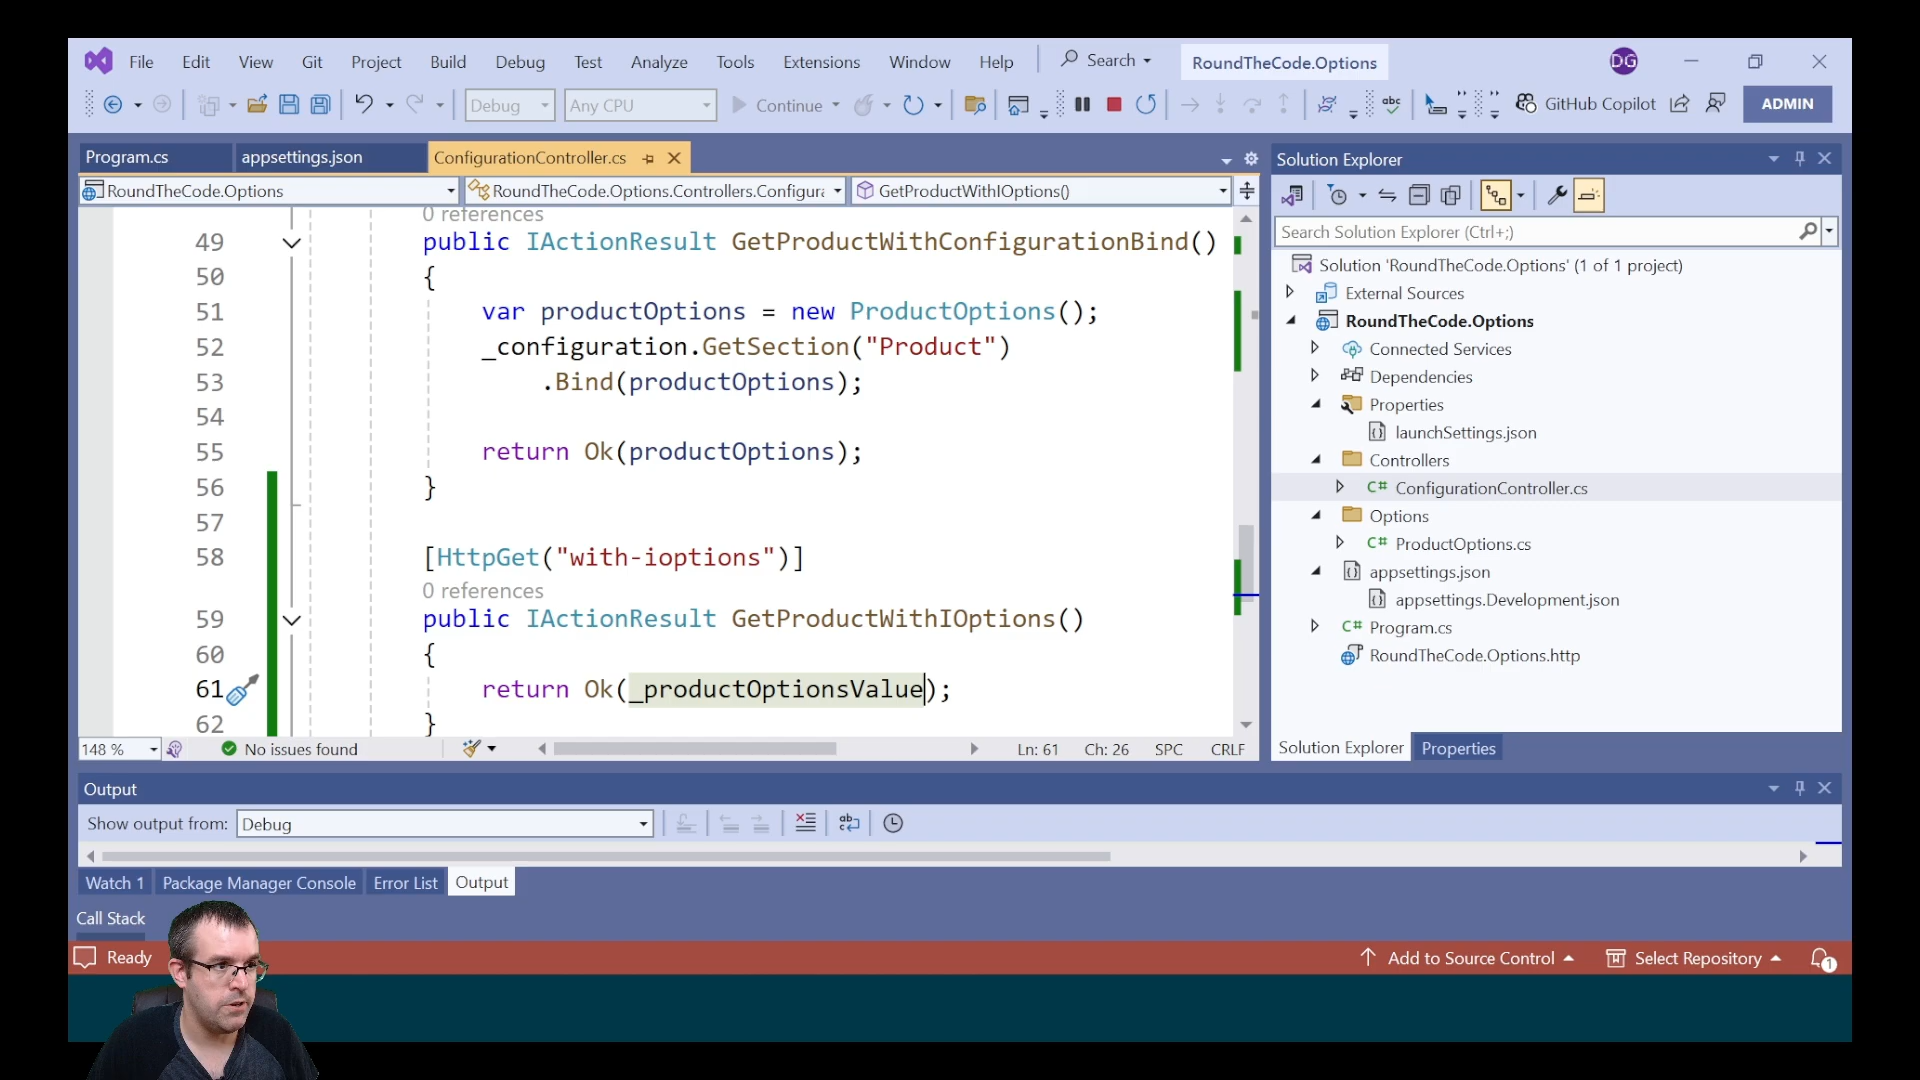 File Edit View Git Project Build Debug Test Analyze Tools Extensions Window Help Search RoundTheCode.Options DG
Debug Any CPU Continue abc GitHub Copilot ADMIN
Program.cs appsettings.json ConfigurationController.cs
RoundTheCode.Options RoundTheCode.Options.Controllers.Configura GetProductWithIOptions()
0 references
49 public IActionResult GetProductWithConfigurationBind()
50 {
51 var productOptions = new ProductOptions();
52 _configuration.GetSection("Product")
53 .Bind(productOptions);
54
55 return Ok(productOptions);
56 }
57
58 [HttpGet("with-ioptions")]
0 references
59 public IActionResult GetProductWithIOptions()
60 {
61 return Ok(_productOptionsValue);
62 }
148 % No issues found Ln: 61 Ch: 26 SPC CRLF
Solution Explorer
Search Solution Explorer (Ctrl+;)
Solution 'RoundTheCode.Options' (1 of 1 project)
External Sources
RoundTheCode.Options
Connected Services
Dependencies
Properties
launchSettings.json
Controllers
C# ConfigurationController.cs
Options
C# ProductOptions.cs
appsettings.json
appsettings.Development.json
C# Program.cs
RoundTheCode.Options.http
Solution Explorer Properties
Output
Show output from: Debug
Watch 1 Package Manager Console Error List Output
Call Stack
Ready Add to Source Control Select Repository 1